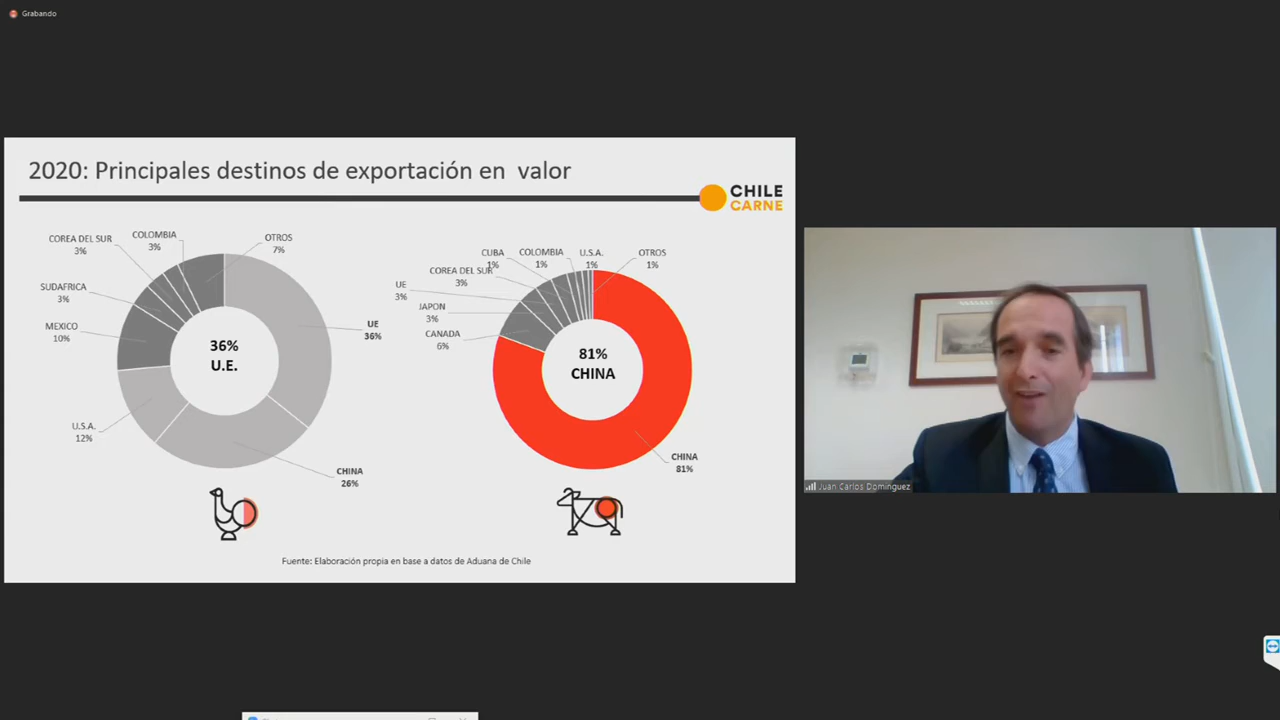 Grabando
2020: Principales destinos de exportación en valor
CHILE
CARNE
COREA DEL SUR
3%
COLOMBIA
3%
OTROS
7%
SUDAFRICA
3%
MEXICO
10%
UE
36%
36%
U.E.
U.S.A.
12%
CHINA
26%
CUBA
1%
COLOMBIA
1%
U.S.A.
1%
OTROS
1%
COREA DEL SUR
3%
UE
3%
JAPON
3%
CANADA
6%
81%
CHINA
CHINA
81%
Fuente: Elaboración propia en base a datos de Aduana de Chile
Juan Carlos Domínguez